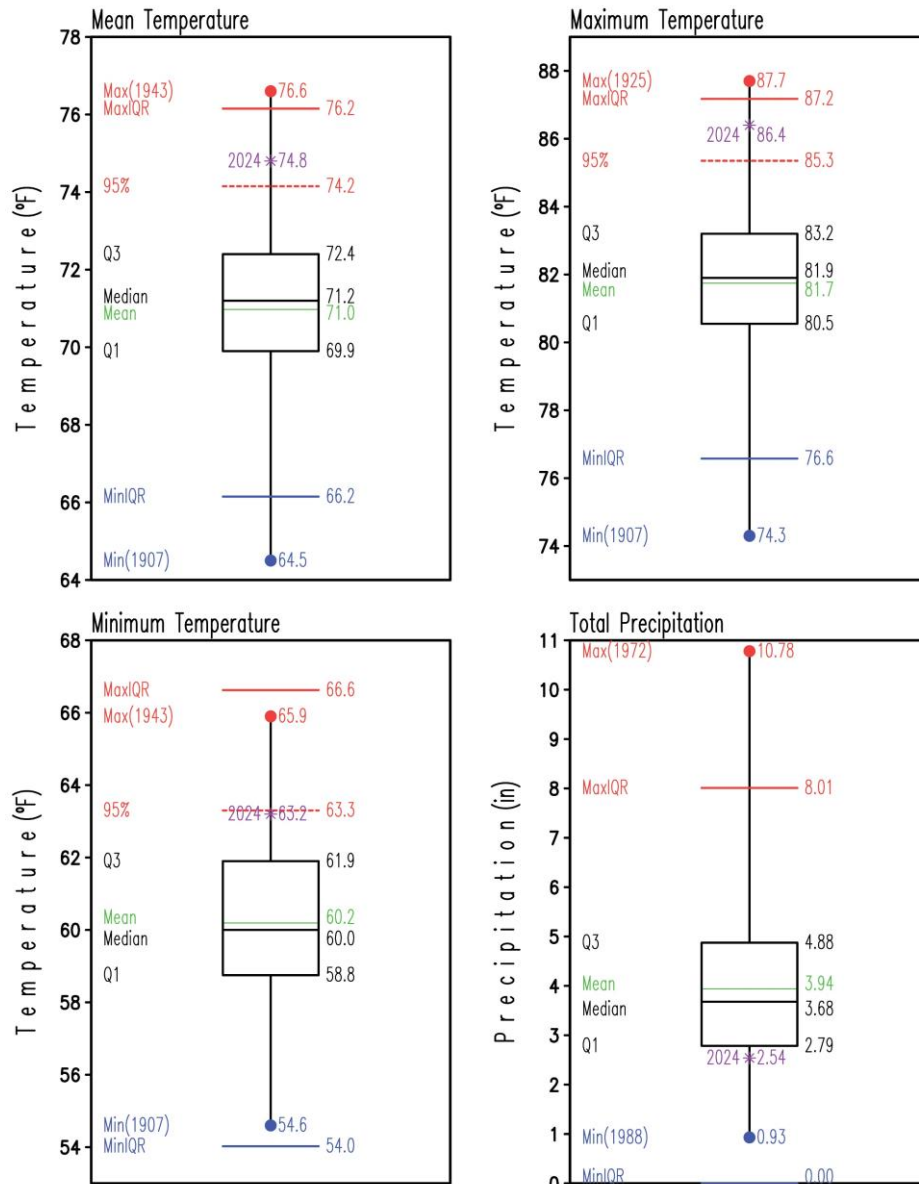 Mean Temperature
Temperature(ºF)
78
76
74
72
70
68
66
64
Max(1943) 76.6
MaxIQR 76.2
2024 * 74.8
95% 74.2
Q3 72.4
Median 71.2
Mean 71.0
Q1 69.9
MinIQR 66.2
Min(1907) 64.5
Maximum Temperature
Temperature(ºF)
88
86
84
82
80
78
76
74
Max(1925) 87.7
MaxIQR 87.2
2024 * 86.4
95% 85.3
Q3 83.2
Median 81.9
Mean 81.7
Q1 80.5
MinIQR 76.6
Min(1907) 74.3
Minimum Temperature
Temperature(ºF)
68
66
64
62
60
58
56
54
MaxIQR 66.6
Max(1943) 65.9
95% 63.3
2024 * 63.2
Q3 61.9
Mean 60.2
Median 60.0
Q1 58.8
Min(1907) 54.6
MinIQR 54.0
Total Precipitation
Precipitation(in)
11
10
9
8
7
6
5
4
3
2
1
0
Max(1972) 10.78
MaxIQR 8.01
Q3 4.88
Mean 3.94
Median 3.68
Q1 2.79
2024 * 2.54
Min(1988) 0.93
MinIQR 0.00